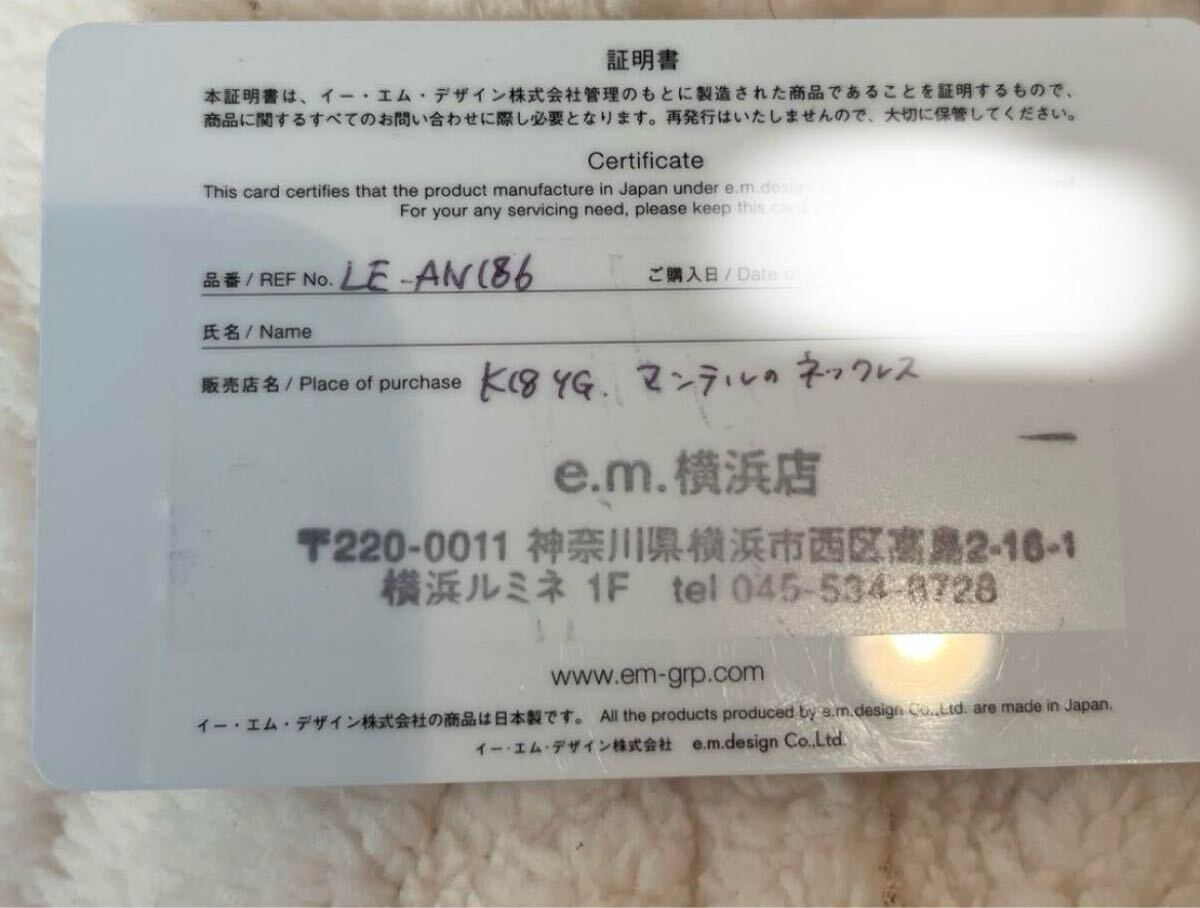 証明書
本証明書は、イー・エム・デザイン株式会社管理のもとに製造された商品であることを証明するもので、
商品に関するすべてのお問い合わせに際し必要となります。再発行はいたしませんので、大切に保管してください。
Certificate
This card certifies that the product manufacture in Japan under e.m.design
For your any servicing need, please keep this card
品番 / REF No. LE-AN186 ご購入日 / Date of
氏名 / Name
販売店名 / Place of purchase K18 YG. マンテルのネックレス
e.m.横浜店
〒220-0011 神奈川県横浜市西区高島2-16-1
横浜ルミネ 1F tel 045-534-8728
www.em-grp.com
イー・エム・デザイン株式会社の商品は日本製です。 All the products produced by e.m.design Co.,Ltd. are made in Japan.
イー・エム・デザイン株式会社 e.m.design Co.,Ltd.